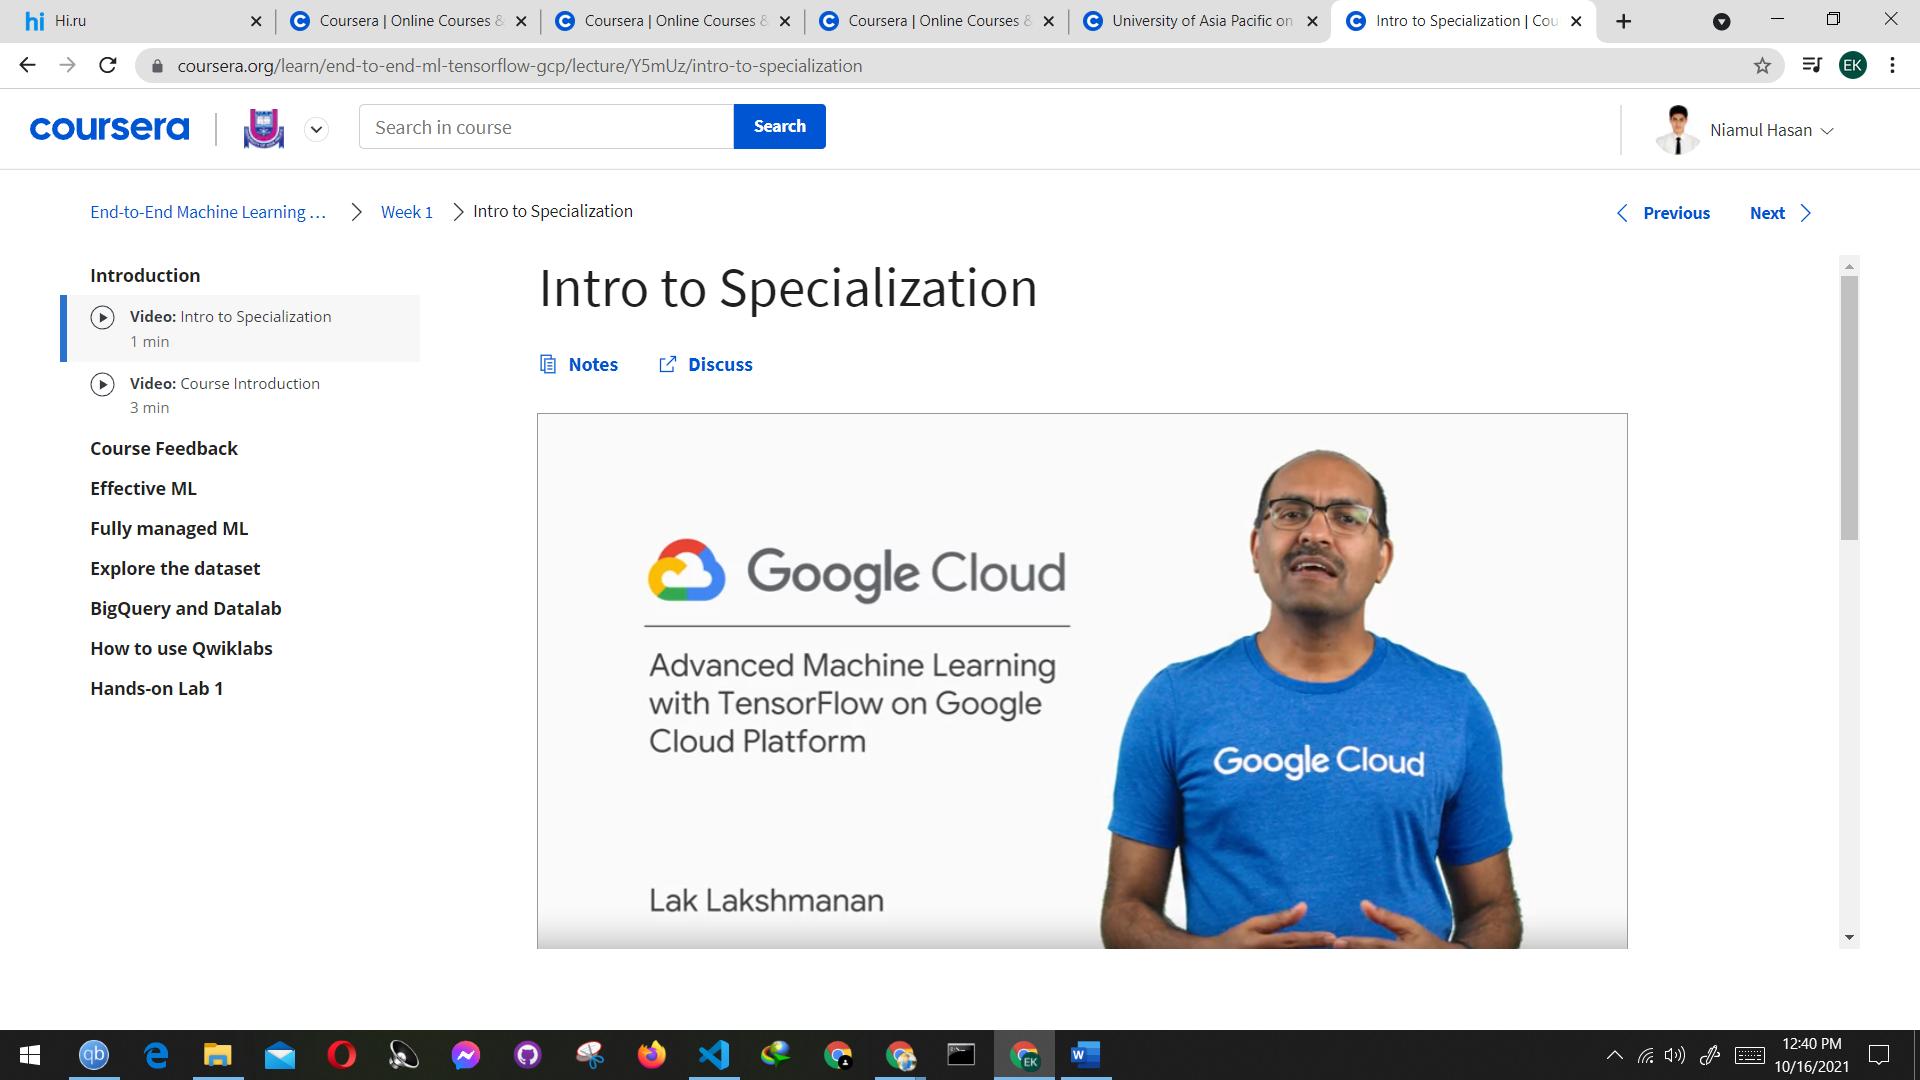 hi Hi.ru
Coursera | Online Courses &
Coursera | Online Courses &
Coursera | Online Courses &
University of Asia Pacific on
Intro to Specialization | Cou
coursera.org/learn/end-to-end-ml-tensorflow-gcp/lecture/Y5mUz/intro-to-specialization
EK
coursera
Search in course
Search
Niamul Hasan
End-to-End Machine Learning ...
Week 1
Intro to Specialization
Previous
Next
Introduction
Video: Intro to Specialization
1 min
Video: Course Introduction
3 min
Course Feedback
Effective ML
Fully managed ML
Explore the dataset
BigQuery and Datalab
How to use Qwiklabs
Hands-on Lab 1
Intro to Specialization
Notes
Discuss
Google Cloud
Advanced Machine Learning
with TensorFlow on Google
Cloud Platform
Lak Lakshmanan
Google Cloud
qb
EK
W
12:40 PM
10/16/2021